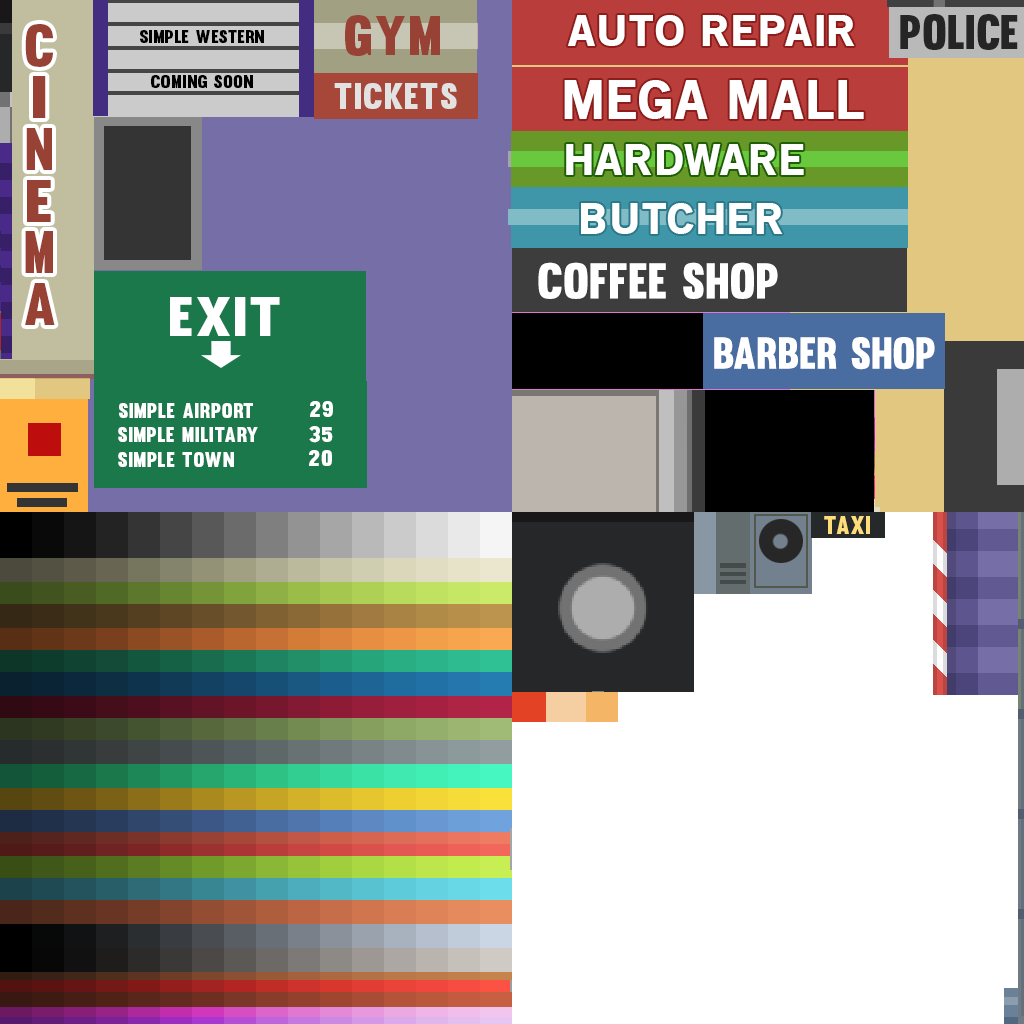 CINEMA
SIMPLE WESTERN
COMING SOON
GYM
TICKETS
EXIT
SIMPLE AIRPORT 29
SIMPLE MILITARY 35
SIMPLE TOWN 20
AUTO REPAIR
POLICE
MEGA MALL
HARDWARE
BUTCHER
COFFEE SHOP
BARBER SHOP
TAXI